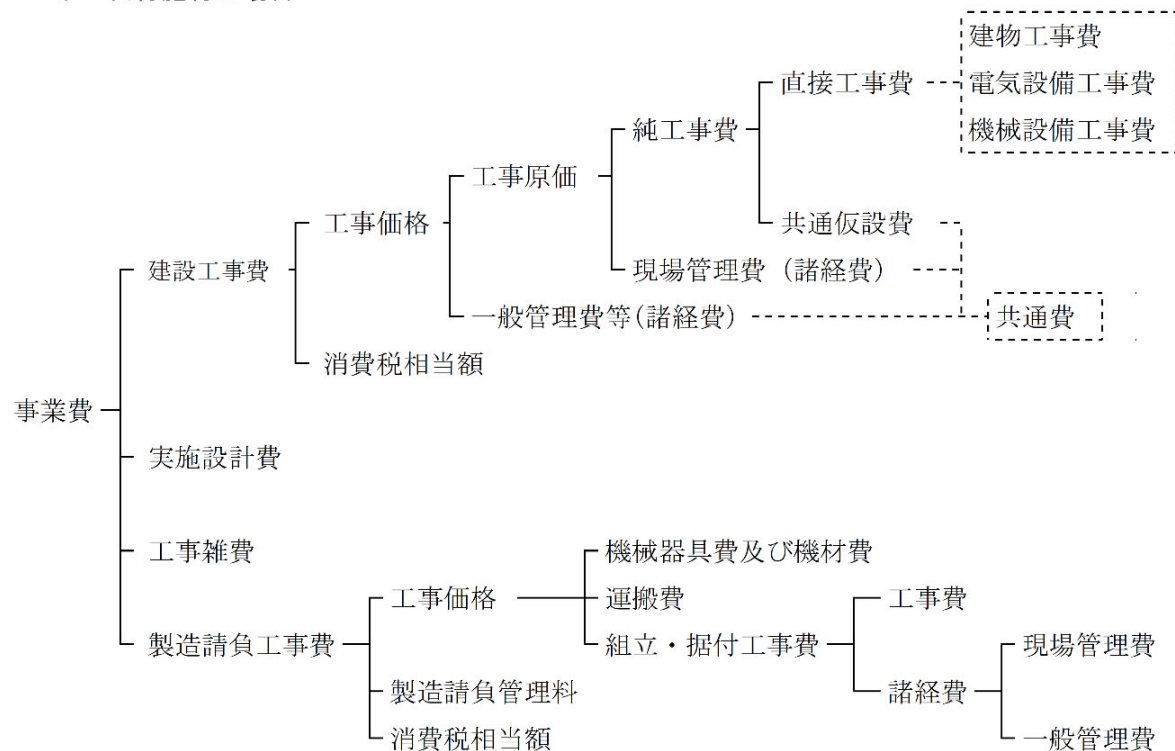 建物工事費
直接工事費
電気設備工事費
機械設備工事費
純工事費
工事原価
工事価格
共通仮設費
建設工事費
現場管理費（諸経費）
一般管理費等（諸経費）
共通費
消費税相当額
事業費
実施設計費
工事雑費
機械器具費及び機材費
工事価格
運搬費
工事費
製造請負工事費
組立・据付工事費
現場管理費
製造請負管理料
諸経費
消費税相当額
一般管理費